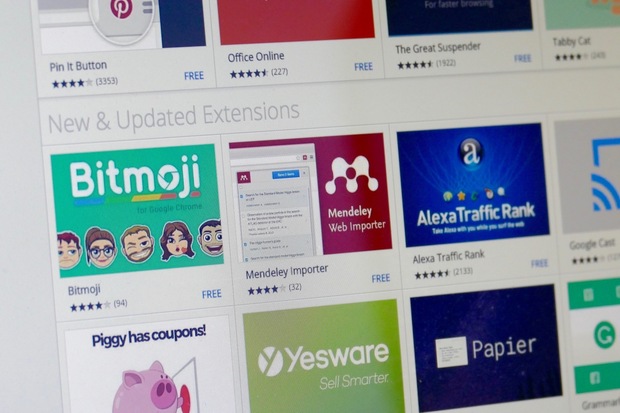 For faster browsing
Pin It Button
(3353)
FREE
Office Online
(227)
FREE
The Great Suspender
(1922)
FREE
Tabby Cat
New & Updated Extensions
Bitmoji
for Google Chrome
Bitmoji
(94)
FREE
Mendeley
Web Importer
Mendeley Importer
(32)
FREE
a
AlexaTraffic Rank
Take Alexa with you while you surf the web
Alexa Traffic Rank
(2133)
FREE
Google Cast
Piggy has coupons!
Yesware
Sell Smarter.
Papier
G
Grammar